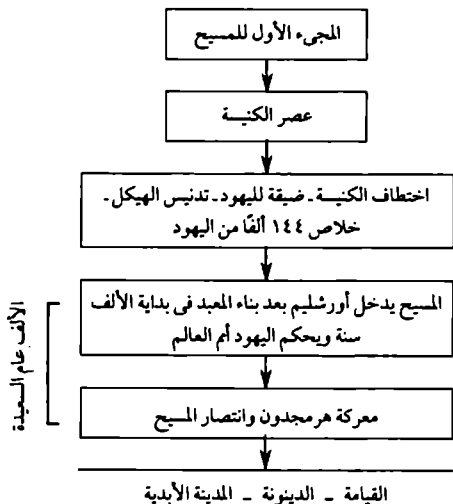 المجىء الأول للمسيح
عصر الكنيسة
اختطاف الكنيسة ـ ضيقة لليهود ـ تدنيس الهيكل ـ
خلاص ١٤٤ ألفًا من اليهود
المسيح يدخل أورشليم بعد بناء المعبد فى بداية الألف
سنة ويحكم اليهود أمم العالم
معركة هرمجدون وانتصار المسيح
الألف عام السعيدة
القيامة ـ الدينونة ـ المدينة الأبدية